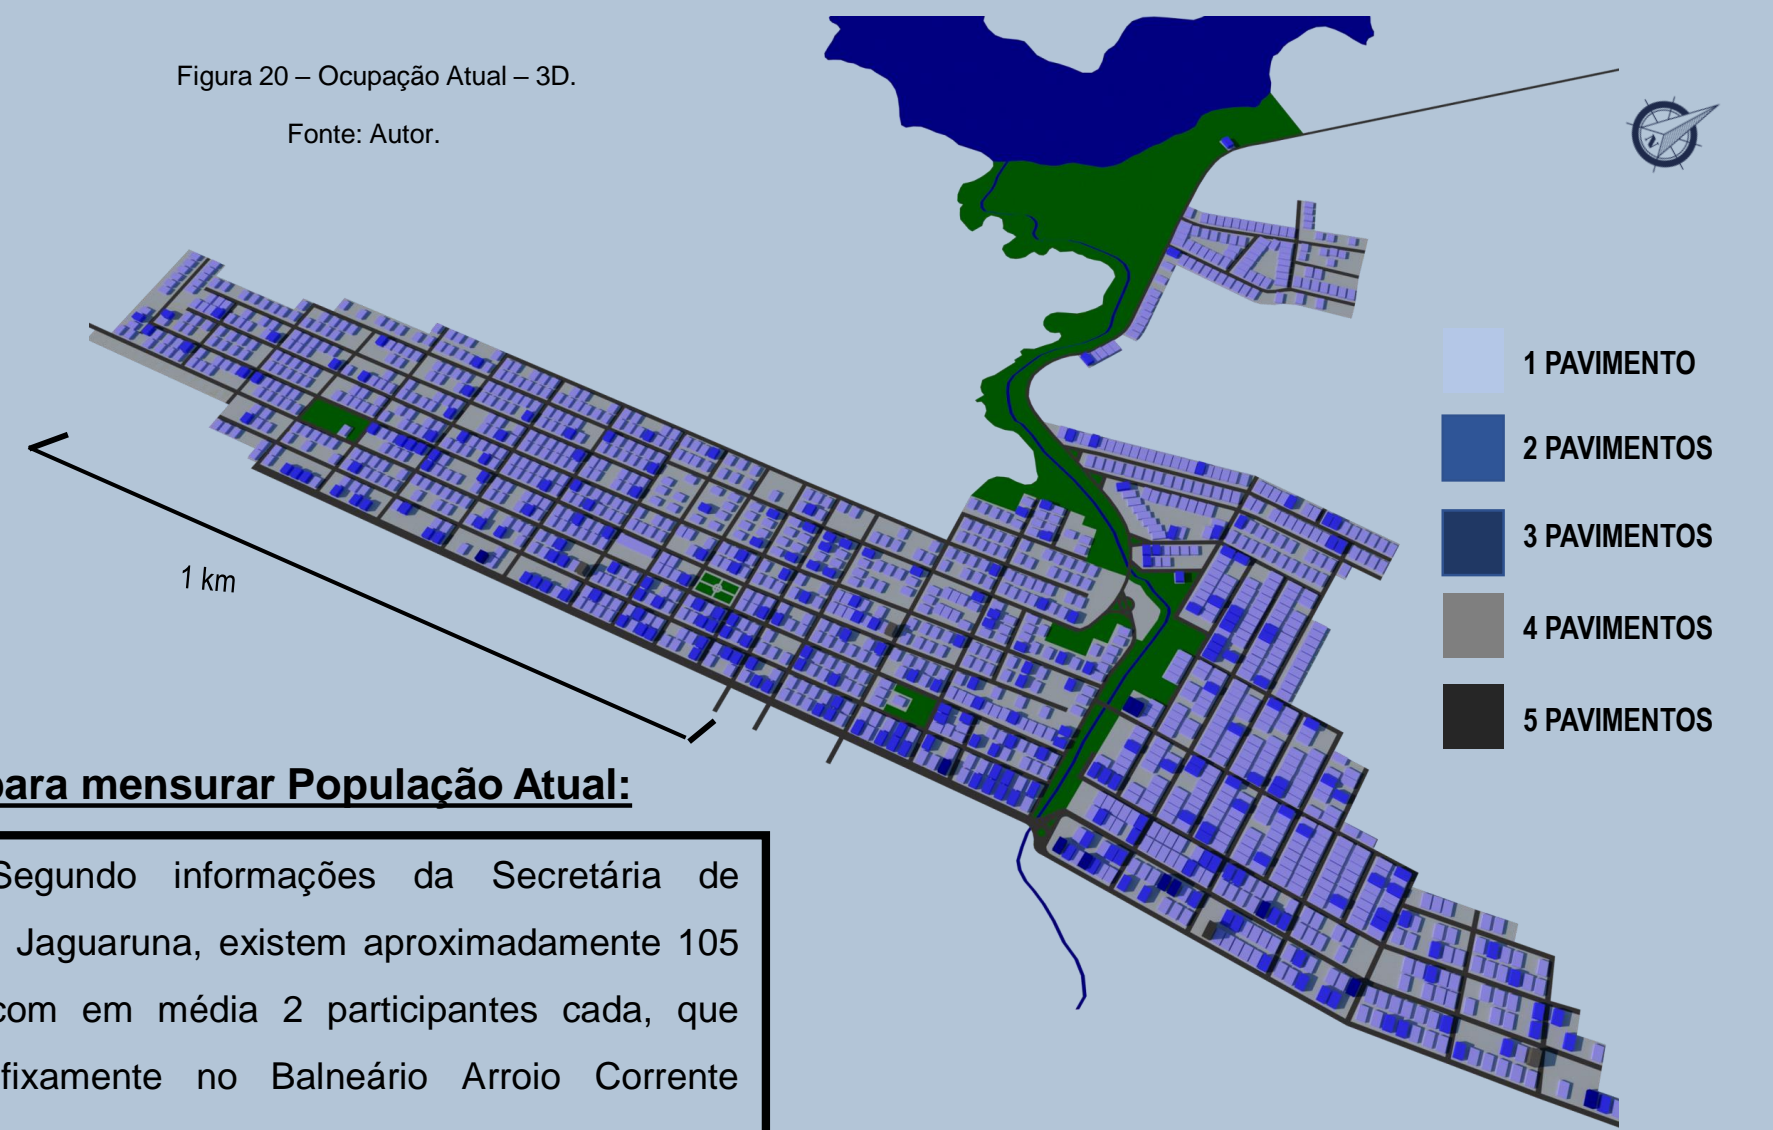 Figura 20 – Ocupação Atual – 3D.
Fonte: Autor.
N
1 PAVIMENTO
2 PAVIMENTOS
3 PAVIMENTOS
4 PAVIMENTOS
5 PAVIMENTOS
1 km
para mensurar População Atual:
Segundo informações da Secretária de
Jaguaruna, existem aproximadamente 105
com em média 2 participantes cada, que
fixamente no Balneário Arroio Corrente